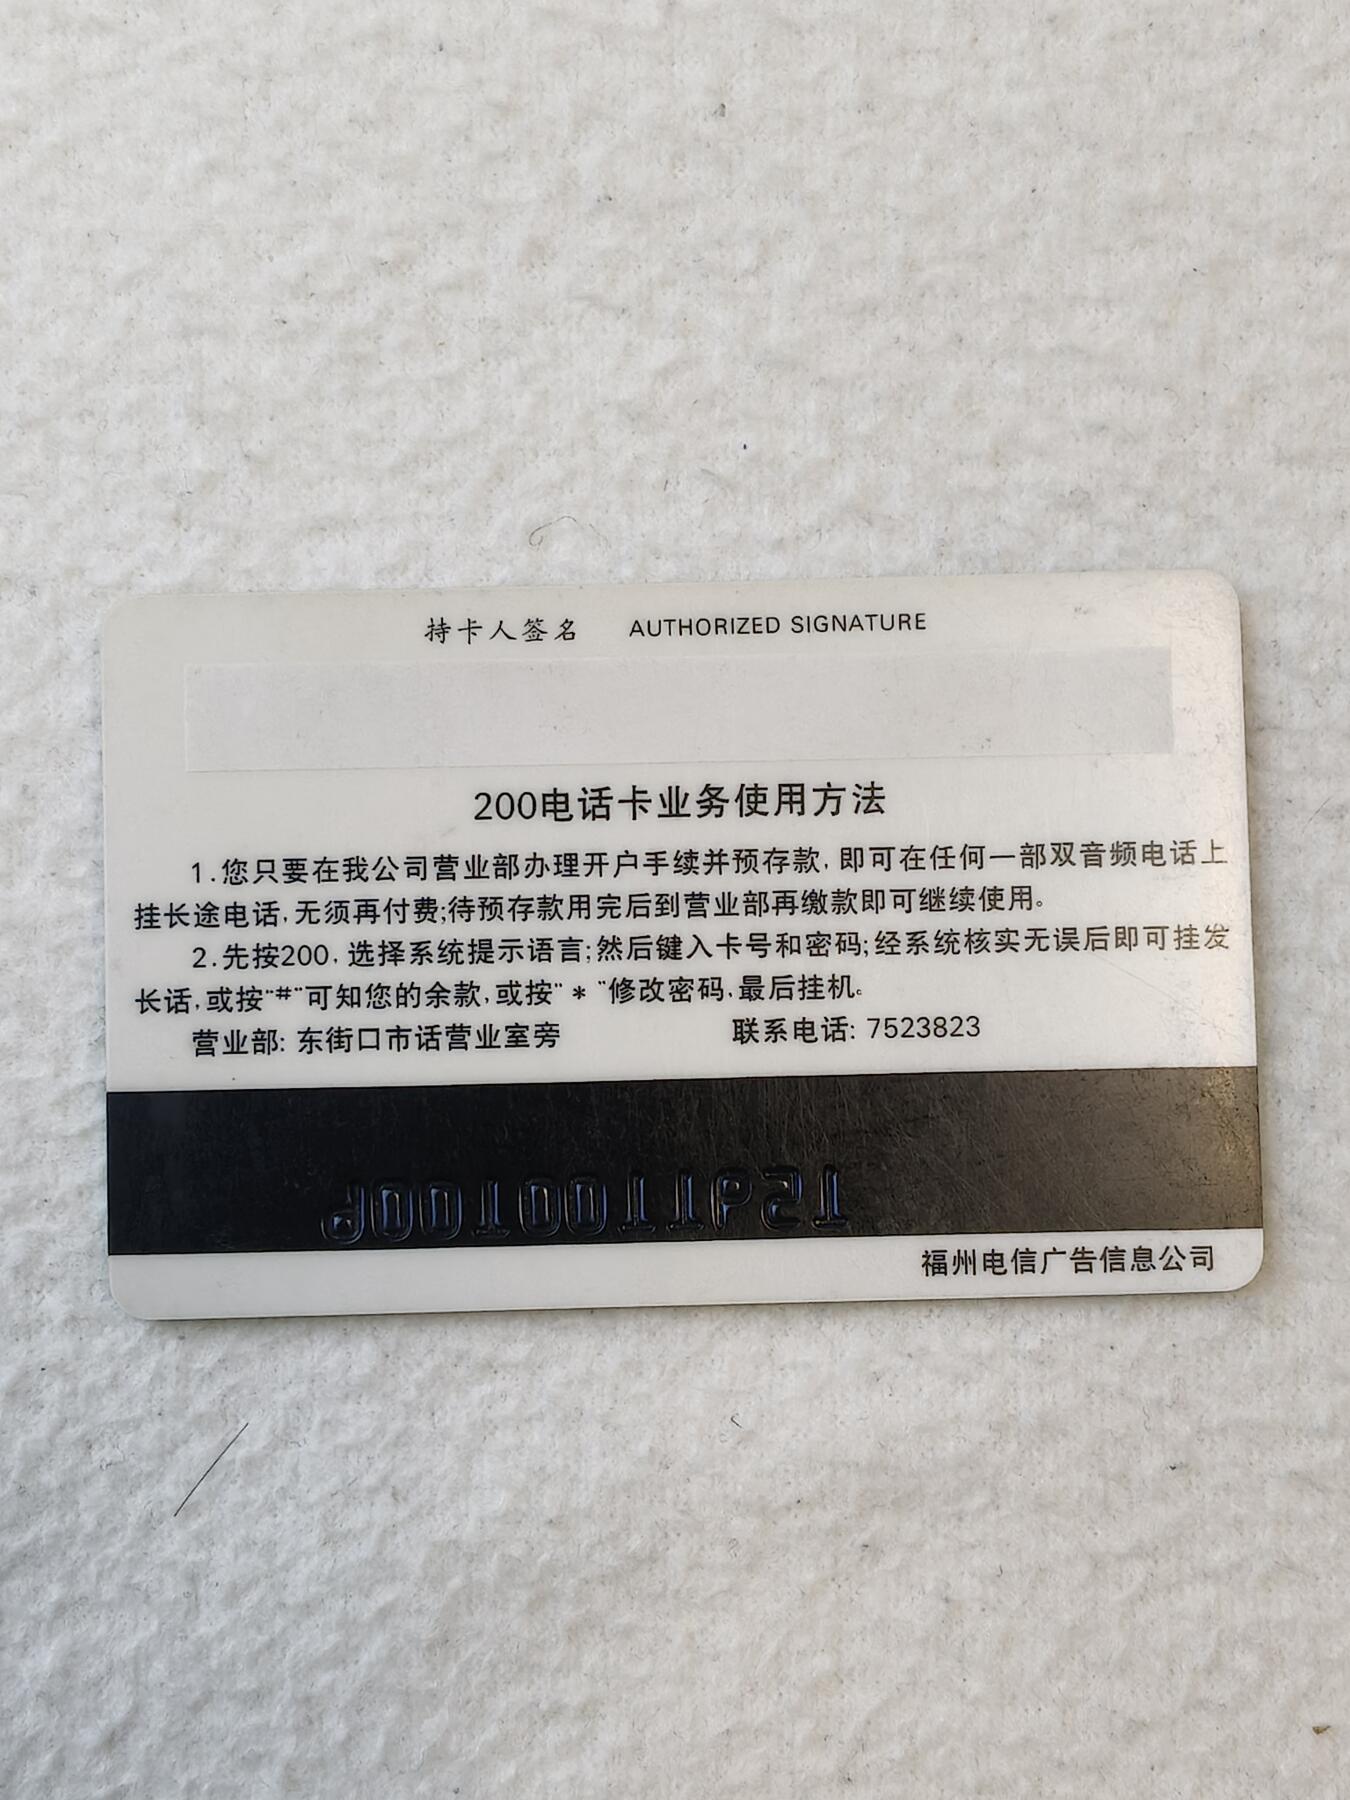 持卡人签名 AUTHORIZED SIGNATURE
200电话卡业务使用方法
1.您只要在我公司营业部办理开户手续并预存款,即可在任何一部双音频电话上
挂长途电话,无须再付费;待预存款用完后到营业部再缴款即可继续使用。
2.先按200,选择系统提示语言;然后键入卡号和密码;经系统核实无误后即可挂发
长话,或按"#"可知您的余款,或按"*"修改密码,最后挂机。
营业部: 东街口市话营业室旁 联系电话: 7523823
福州电信广告信息公司